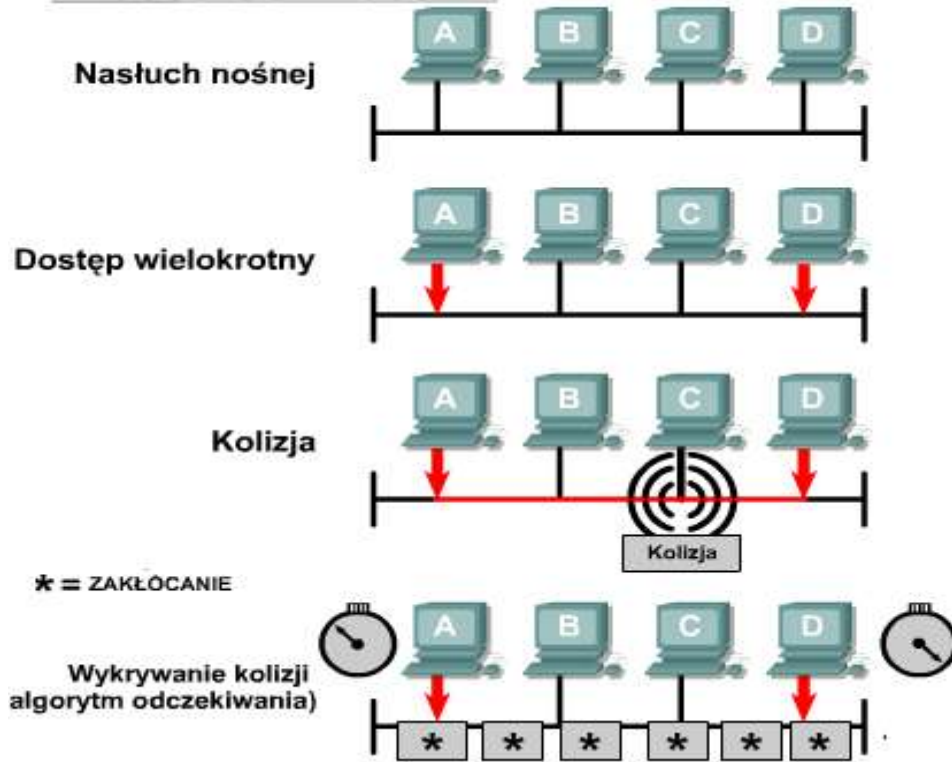 A B C D
Nasłuch nośnej
A B C D
Dostęp wielokrotny
A B C D
Kolizja
Kolizja
* = ZAKŁÓCANIE
A B C D
Wykrywanie kolizji
algorytm odczekiwania)
* * * * * *